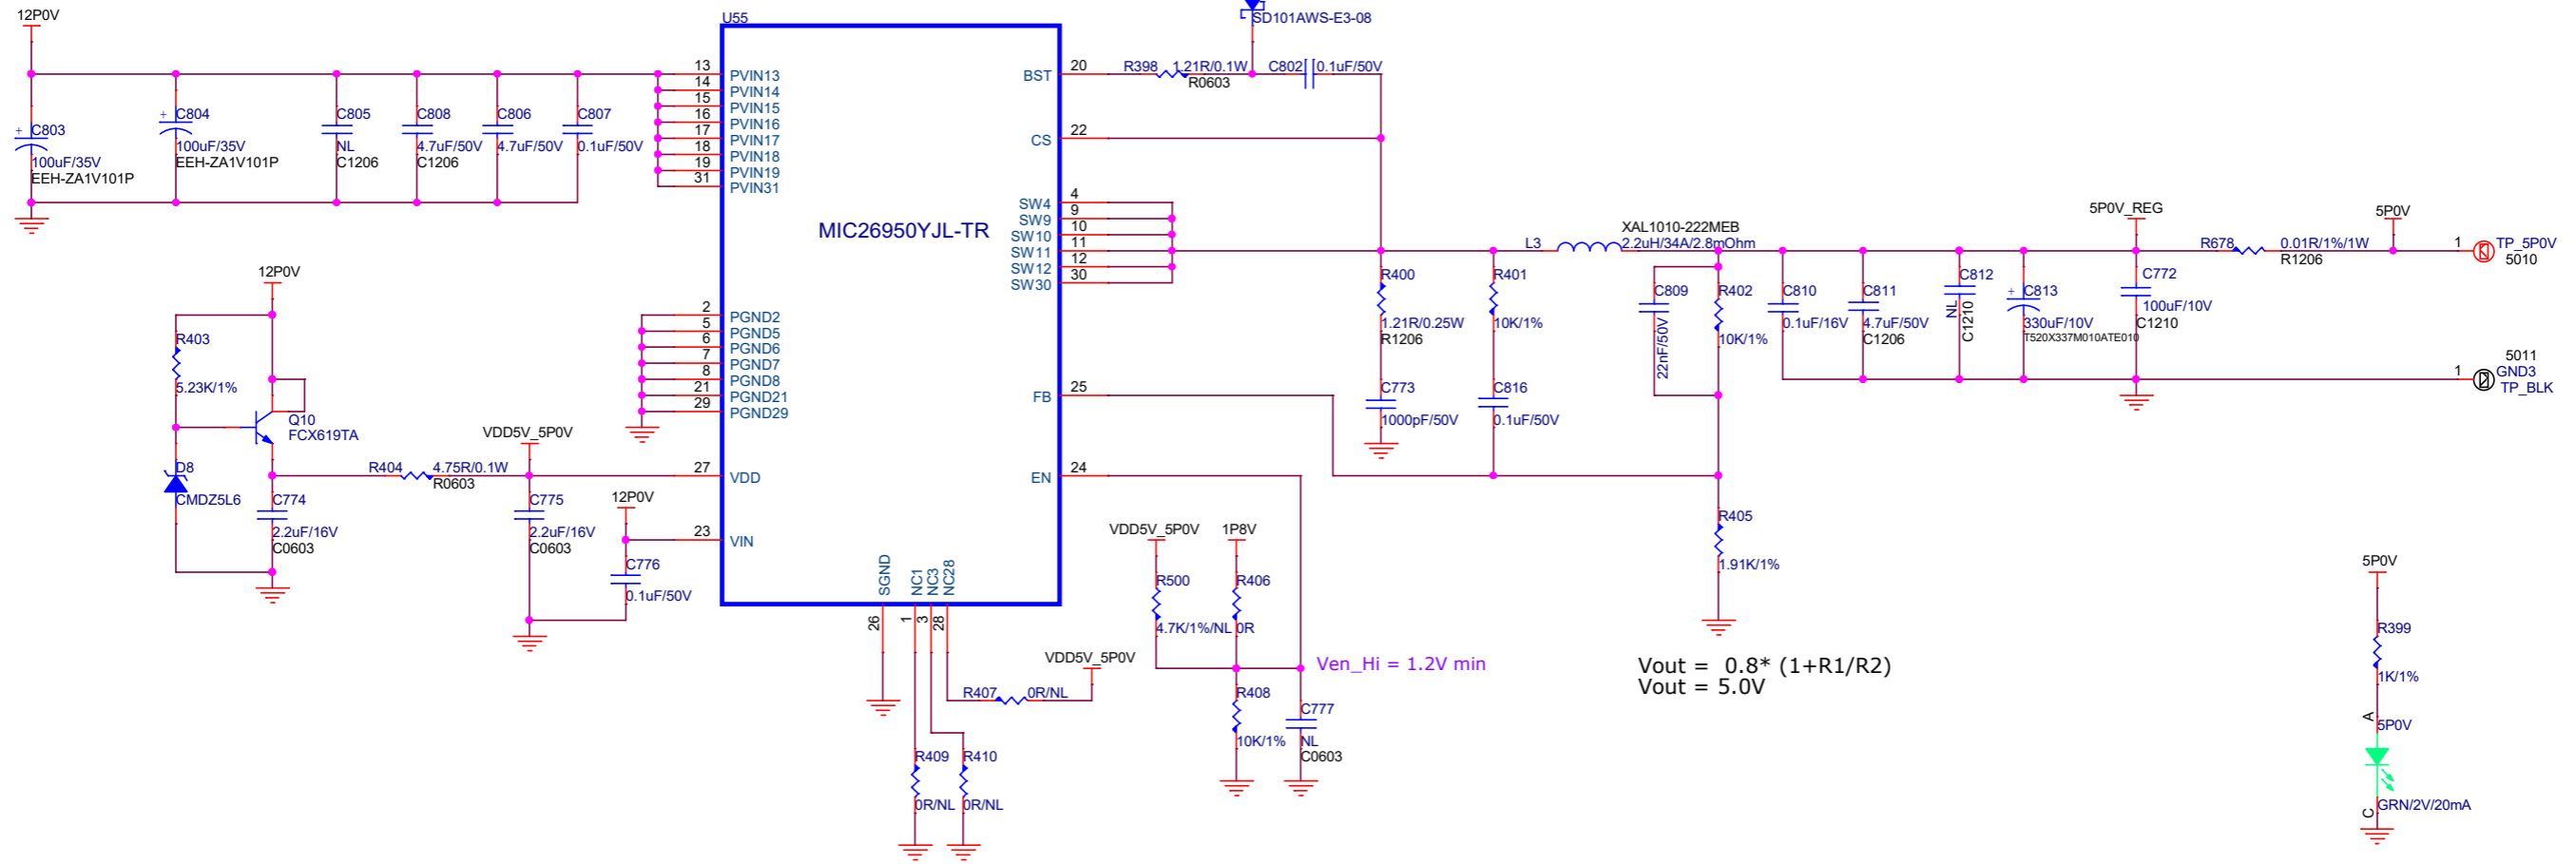 12P0V
+ C803
100uF/35V
EEH-ZA1V101P
+ C804
100uF/35V
EEH-ZA1V101P
C805
NL
C1206
C808
4.7uF/50V
C1206
C806
4.7uF/50V
C807
0.1uF/50V
U55
MIC26950YJL-TR
13 PVIN13
14 PVIN14
15 PVIN15
16 PVIN16
17 PVIN17
18 PVIN18
19 PVIN19
31 PVIN31
2 PGND2
5 PGND5
6 PGND6
7 PGND7
8 PGND8
21 PGND21
29 PGND29
27 VDD
23 VIN
BST 20
CS 22
SW4 4
SW9 9
SW10 10
SW11 11
SW12 12
SW30 30
FB 25
EN 24
SGND 26
NC1 1
NC3 3
NC28 28
SD101AWS-E3-08
R398 1.21R/0.1W
R0603
C802 0.1uF/50V
12P0V
R403
5.23K/1%
Q10
FCX619TA
D8
CMDZ5L6
C774
2.2uF/16V
C0603
R404 4.75R/0.1W
R0603
VDD5V_5P0V
C775
2.2uF/16V
C0603
12P0V
C776
0.1uF/50V
R407 0R/NL
VDD5V_5P0V
R409
0R/NL
R410
0R/NL
VDD5V_5P0V
R500
4.7K/1%/NL
1P8V
R406
0R
Ven_Hi = 1.2V min
R408
10K/1%
C777
NL
C0603
R400
1.21R/0.25W
R1206
C773
1000pF/50V
R401
10K/1%
C816
0.1uF/50V
L3
XAL1010-222MEB
2.2uH/34A/2.8mOhm
C809
22nF/50V
R402
10K/1%
R405
1.91K/1%
C810
0.1uF/16V
C811
4.7uF/50V
C1206
C812
NL
C1210
+ C813
330uF/10V
T520X337M010ATE010
5P0V_REG
C772
100uF/10V
C1210
R678 0.01R/1%/1W
R1206
5P0V
1 TP_5P0V
5010
5011
1 GND3
TP_BLK
Vout = 0.8* (1+R1/R2)
Vout = 5.0V
5P0V
R399
1K/1%
A
5P0V
GRN/2V/20mA
C